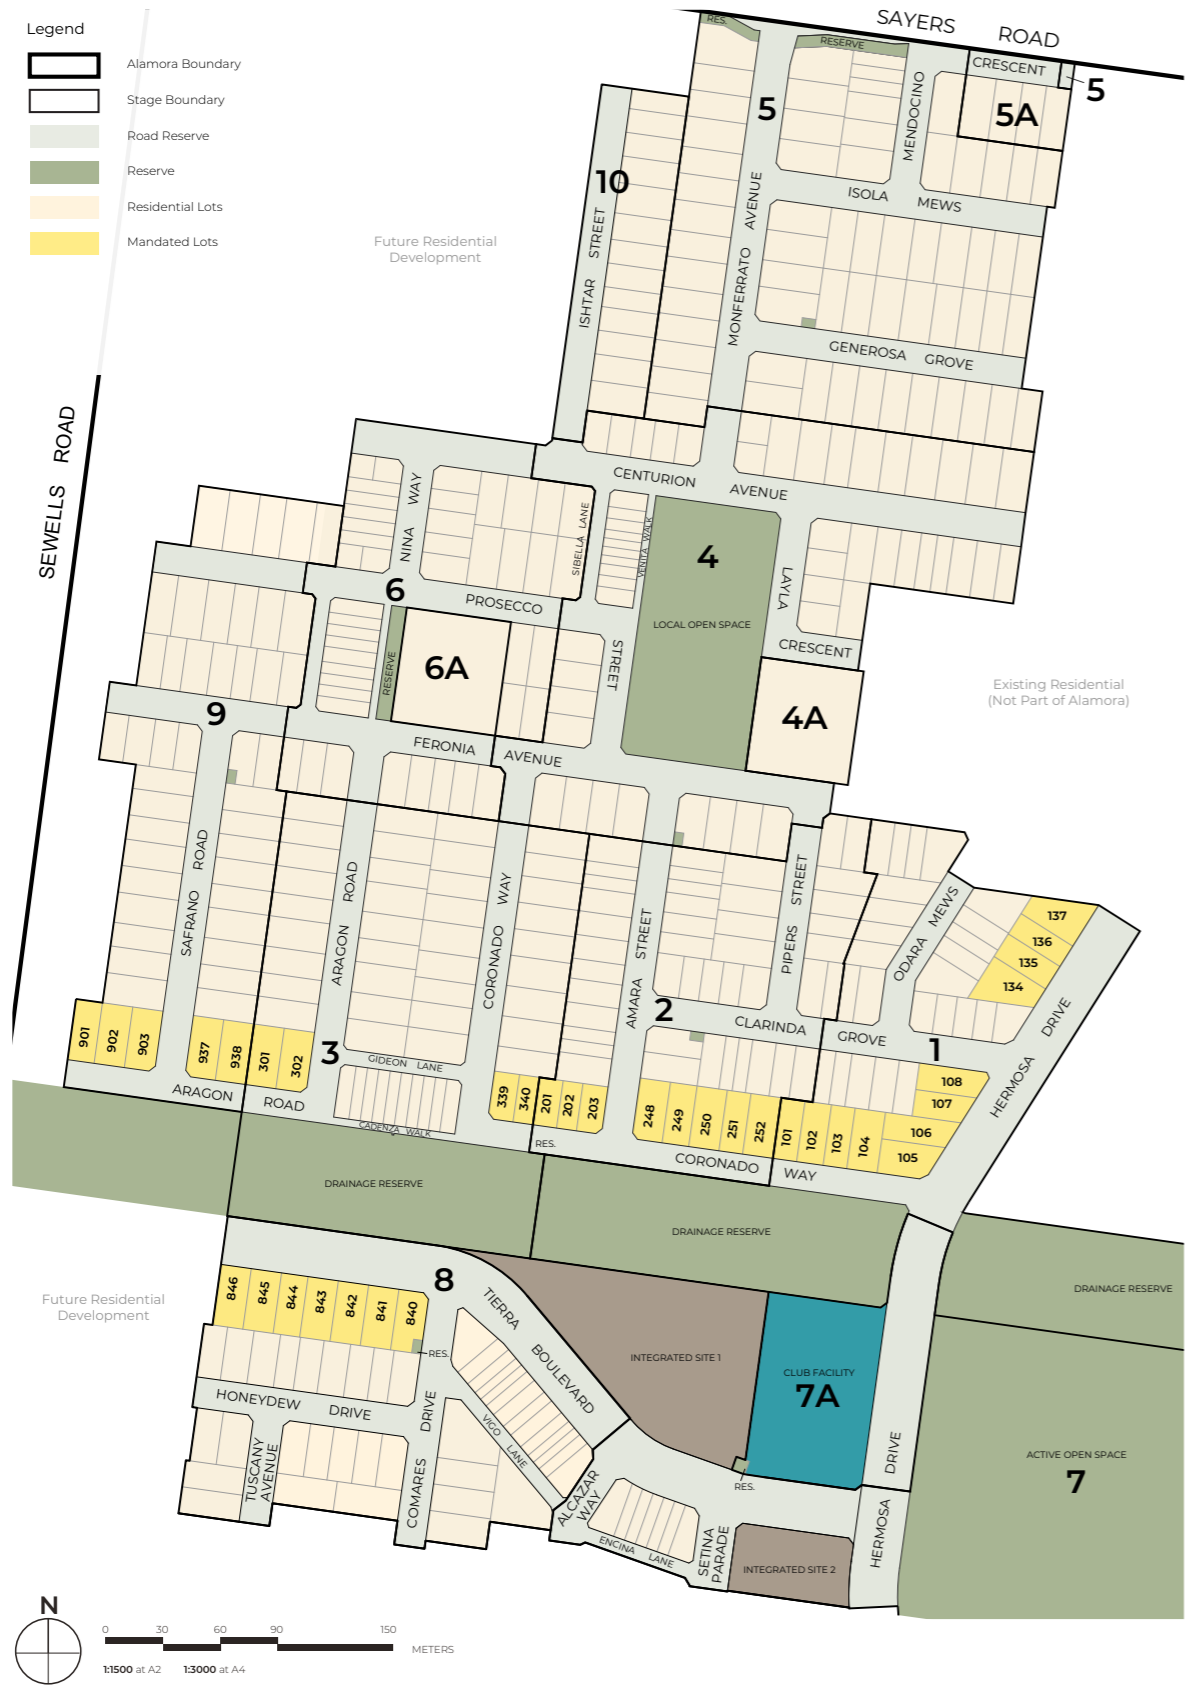 Legend
Alamora Boundary
Stage Boundary
Road Reserve
Reserve
Residential Lots
Mandated Lots
SAYERS ROAD
RES.
RESERVE
CRESCENT
5
5
5A
MENDOCINO
10
ISOLA MEWS
MONFERRATO AVENUE
ISHTAR STREET
Future Residential
Development
GENEROSA GROVE
SEWELLS ROAD
CENTURION AVENUE
NINA WAY
SIBELLA LANE
VENITA WALK
4
LAYLA
CRESCENT
LOCAL OPEN SPACE
6
PROSECCO
STREET
RESERVE
6A
4A
Existing Residential
(Not Part of Alamora)
9
FERONIA AVENUE
SAFRANO ROAD
ARAGON ROAD
CORONADO WAY
AMARA STREET
PIPERS STREET
ODARA MEWS
137
136
135
134
HERMOSA DRIVE
2
CLARINDA GROVE
1
901
902
903
937
938
301
302
3
GIDEON LANE
CADENZA WALK
ARAGON ROAD
339
340
201
202
203
248
249
250
251
252
101
102
103
104
108
107
106
105
RES.
CORONADO WAY
DRAINAGE RESERVE
DRAINAGE RESERVE
DRAINAGE RESERVE
Future Residential
Development
846
845
844
843
842
841
840
8
RES.
TIERRA BOULEVARD
INTEGRATED SITE 1
CLUB FACILITY
7A
ACTIVE OPEN SPACE
7
HONEYDEW DRIVE
COMARES DRIVE
VIGO LANE
TUSCANY
AVENUE
ALCAZAR
WAY
RES.
HERMOSA DRIVE
ENCINA LANE
SETINA
PARADE
INTEGRATED SITE 2
N
0 30 60 90 150
METERS
1:1500 at A2 1:3000 at A4